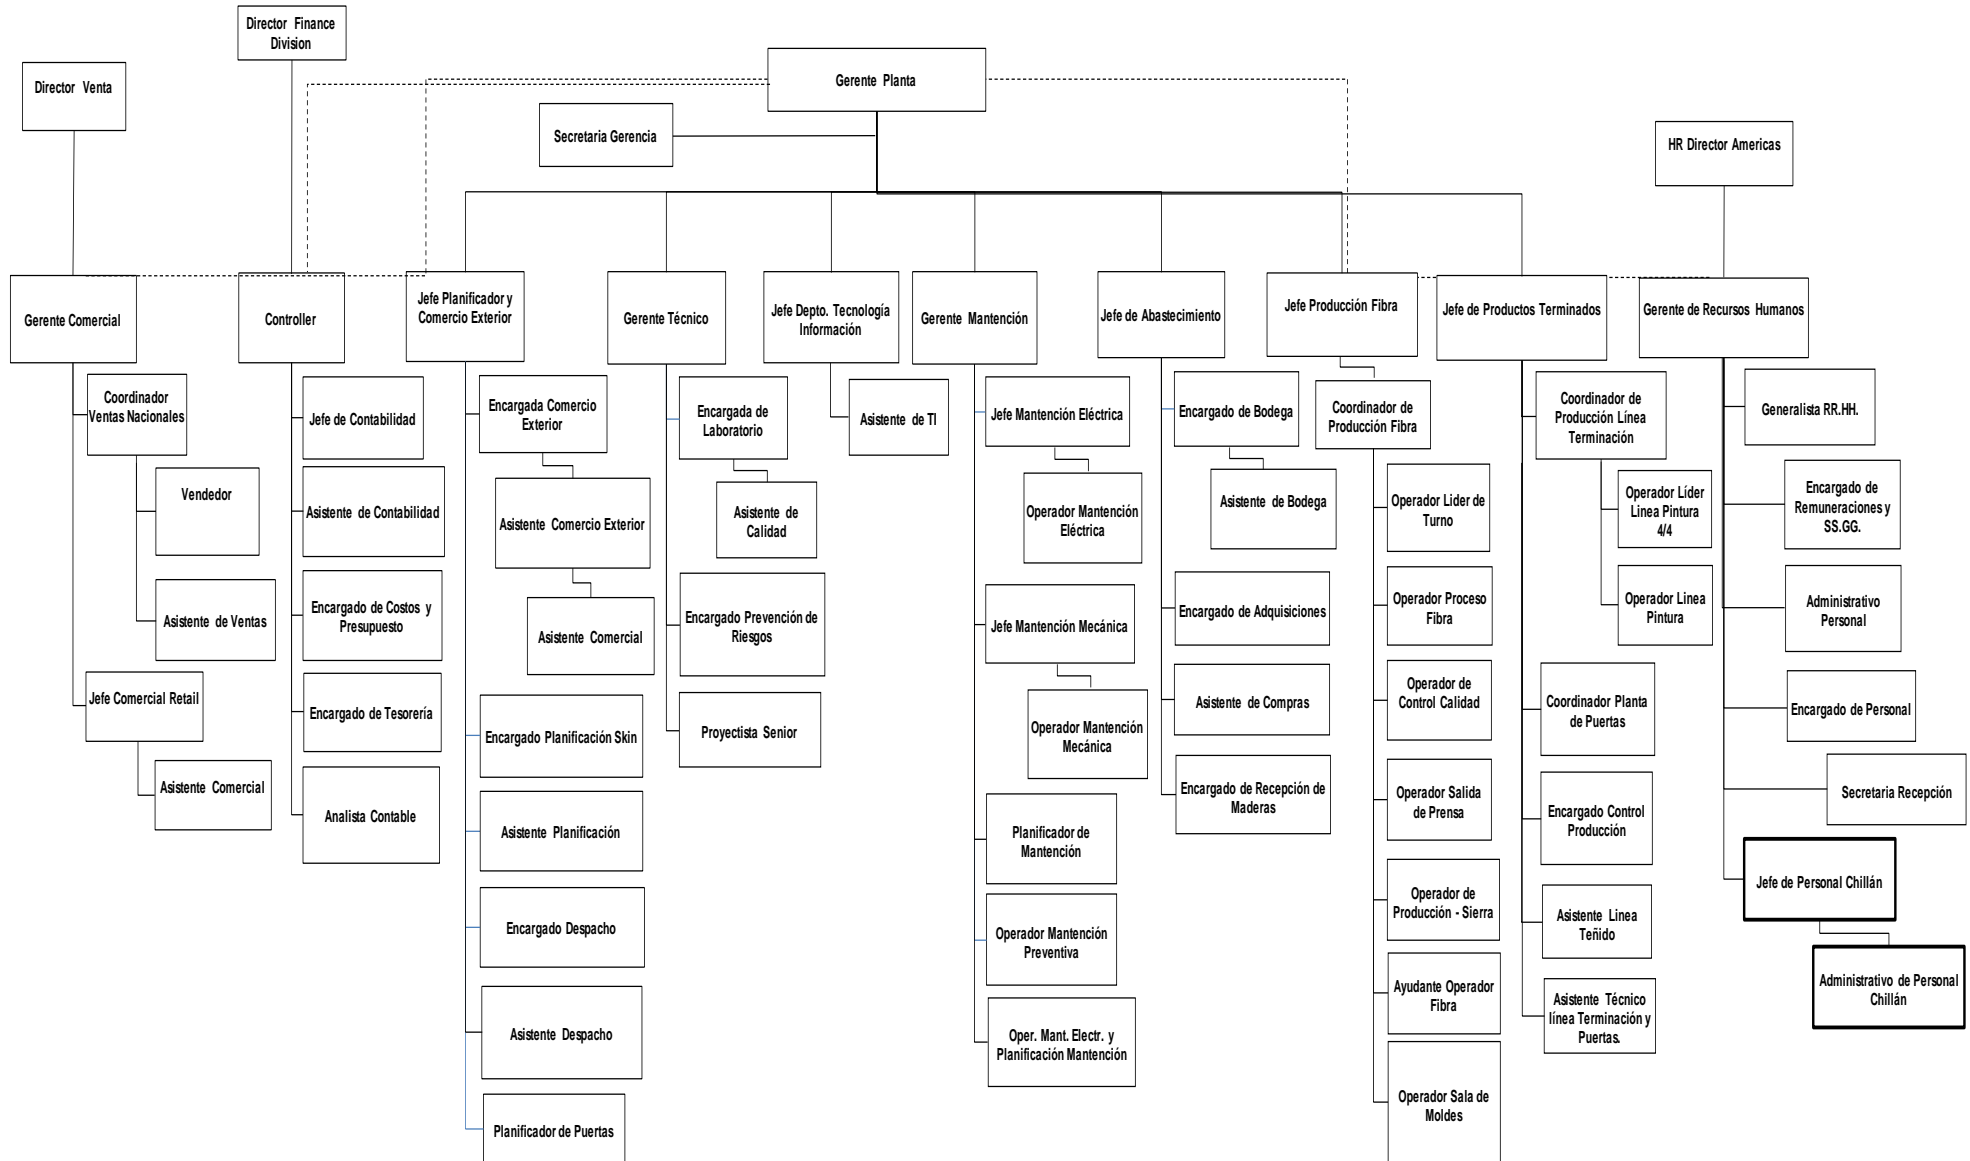 Director Finance
Division
Director Venta
Gerente Planta
Secretaria Gerencia
HR Director Americas
Gerente Comercial
Controller
Jefe Planificador y
Comercio Exterior
Gerente Técnico
Jefe Depto. Tecnología
Información
Gerente Mantención
Jefe de Abastecimiento
Jefe Producción Fibra
Jefe de Productos Terminados
Gerente de Recursos Humanos
Coordinador
Ventas Nacionales
Vendedor
Asistente de Ventas
Jefe Comercial Retail
Asistente Comercial
Jefe de Contabilidad
Asistente de Contabilidad
Encargado de Costos y
Presupuesto
Encargado de Tesorería
Analista Contable
Encargada Comercio
Exterior
Asistente Comercio Exterior
Asistente Comercial
Encargado Planificación Skin
Asistente Planificación
Encargado Despacho
Asistente Despacho
Planificador de Puertas
Encargada de
Laboratorio
Asistente de
Calidad
Encargado Prevención de
Riesgos
Proyectista Senior
Asistente de TI
Jefe Mantención Eléctrica
Operador Mantención
Eléctrica
Jefe Mantención Mecánica
Operador Mantención
Mecánica
Planificador de
Mantención
Operador Mantención
Preventiva
Oper. Mant. Electr. y
Planificación Mantención
Encargado de Bodega
Asistente de Bodega
Encargado de Adquisiciones
Asistente de Compras
Encargado de Recepción de
Maderas
Coordinador de
Producción Fibra
Operador Lider de
Turno
Operador Proceso
Fibra
Operador de
Control Calidad
Operador Salida
de Prensa
Operador de
Producción - Sierra
Ayudante Operador
Fibra
Operador Sala de
Moldes
Coordinador de
Producción Línea
Terminación
Operador Líder
Linea Pintura
4/4
Operador Linea
Pintura
Coordinador Planta
de Puertas
Encargado Control
Producción
Asistente Linea
Teñido
Asistente Técnico
línea Terminación y
Puertas.
Generalista RR.HH.
Encargado de
Remuneraciones y
SS.GG.
Administrativo
Personal
Encargado de Personal
Secretaria Recepción
Jefe de Personal Chillán
Administrativo de Personal
Chillán